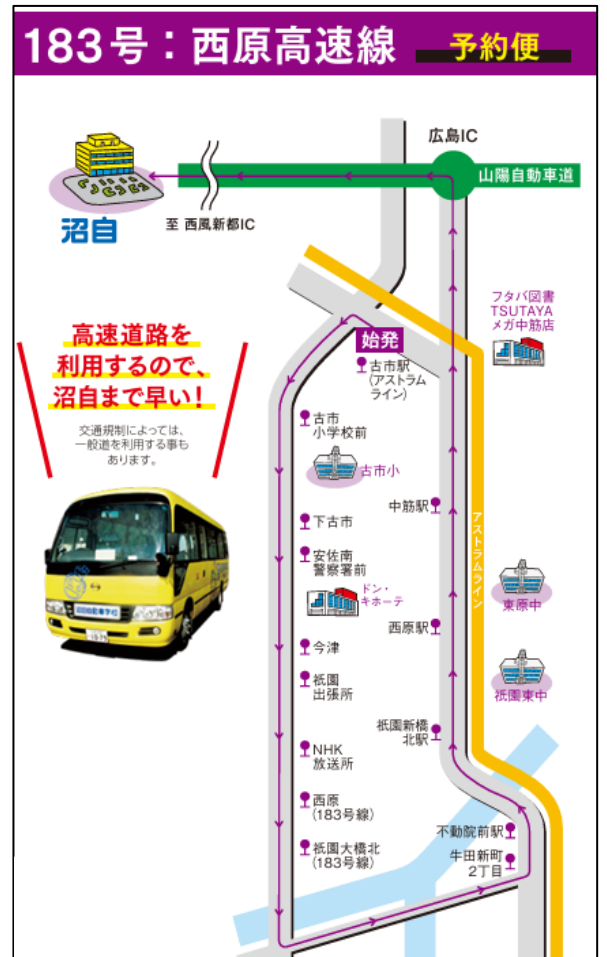 183号：西原高速線
予約便
広島IC
山陽自動車道
沼自
至 西風新都IC
フタバ図書
TSUTAYA
メガ中筋店
始発
高速道路を
利用するので、
沼自まで早い！
交通規制によっては、
一般道を利用する事も
あります。
古市駅
(アストラム
ライン)
古市
小学校前
古市小
中筋駅
アストラムライン
下古市
安佐南
警察署前
ドン・
キホーテ
東原中
西原駅
今津
祇園
出張所
祇園東中
祇園新橋
北駅
NHK
放送所
西原
(183号線)
不動院前駅
祇園大橋北
(183号線)
牛田新町
2丁目